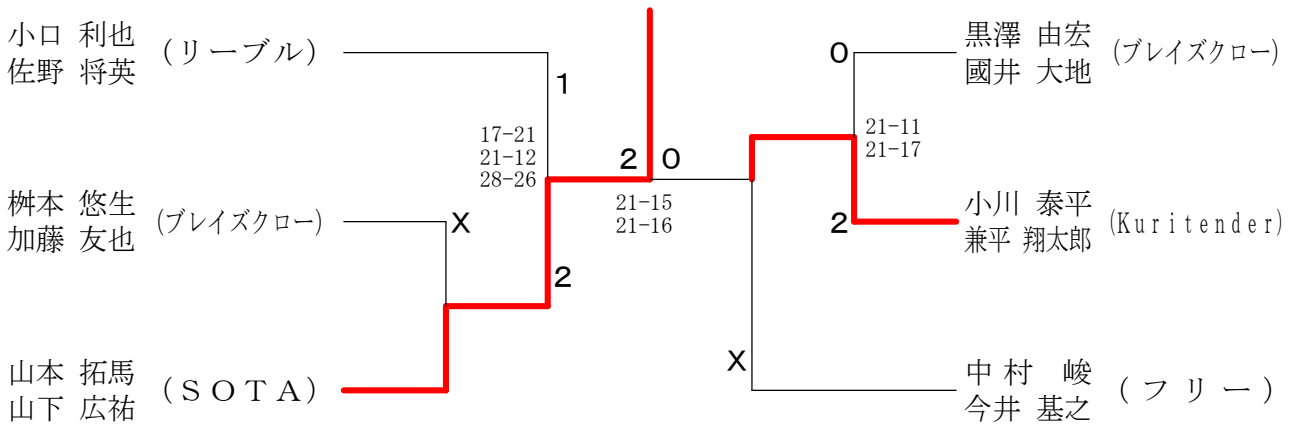 小口 利也
佐野 将英
(リーブル)
1
17-21
21-12
28-26
桝本 悠生
加藤 友也
(ブレイズクロー)
X
2
山本 拓馬
山下 広祐
(SOTA)
2 0
21-15
21-16
黒澤 由宏
國井 大地
(ブレイズクロー)
0
21-11
21-17
小川 泰平
兼平 翔太郎
(Kuritender)
2
X
中村 峻
今井 基之
(フリー)